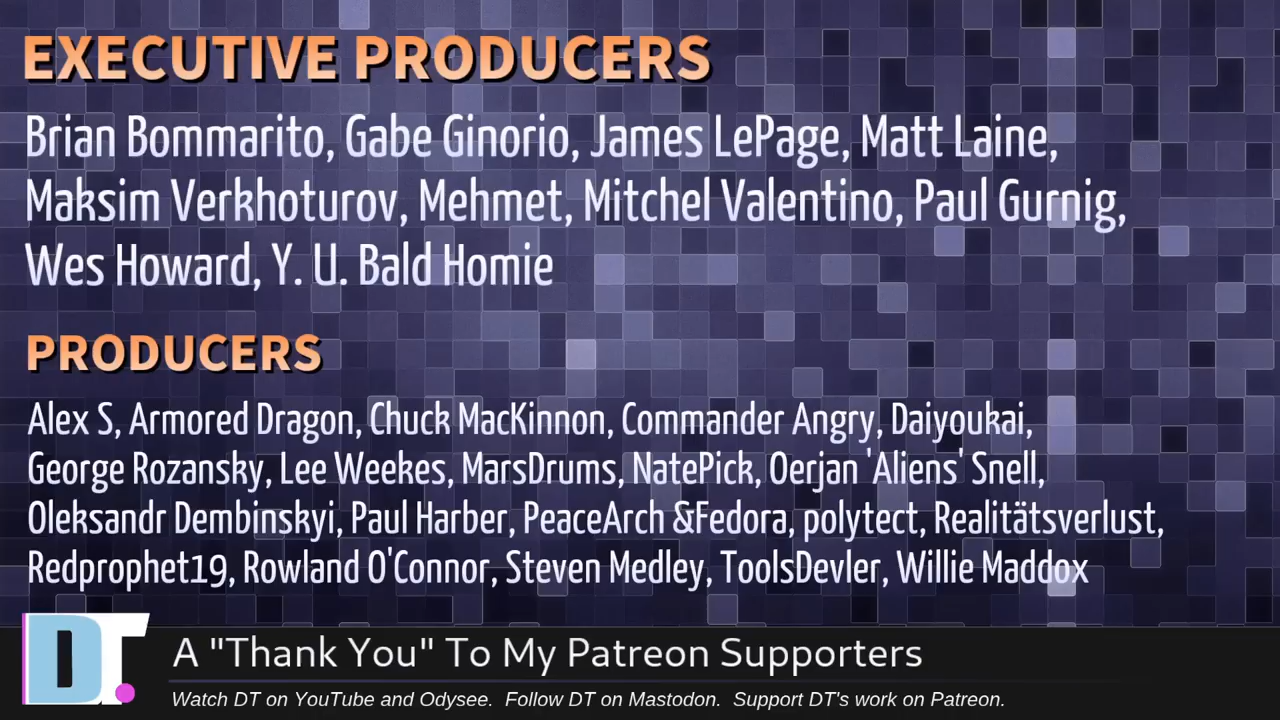 EXECUTIVE PRODUCERS
Brian Bommarito, Gabe Ginorio, James LePage, Matt Laine,
Maksim Verkhoturov, Mehmet, Mitchel Valentino, Paul Gurnig,
Wes Howard, Y. U. Bald Homie
PRODUCERS
Alex S, Armored Dragon, Chuck MacKinnon, Commander Angry, Daiyoukai,
George Rozansky, Lee Weekes, MarsDrums, NatePick, Oerjan 'Aliens' Snell,
Oleksandr Dembinskyi, Paul Harber, PeaceArch &Fedora, polytect, Realitätsverlust,
Redprophet19, Rowland O'Connor, Steven Medley, ToolsDevler, Willie Maddox
DT.
A "Thank You" To My Patreon Supporters
Watch DT on YouTube and Odysee. Follow DT on Mastodon. Support DT's work on Patreon.